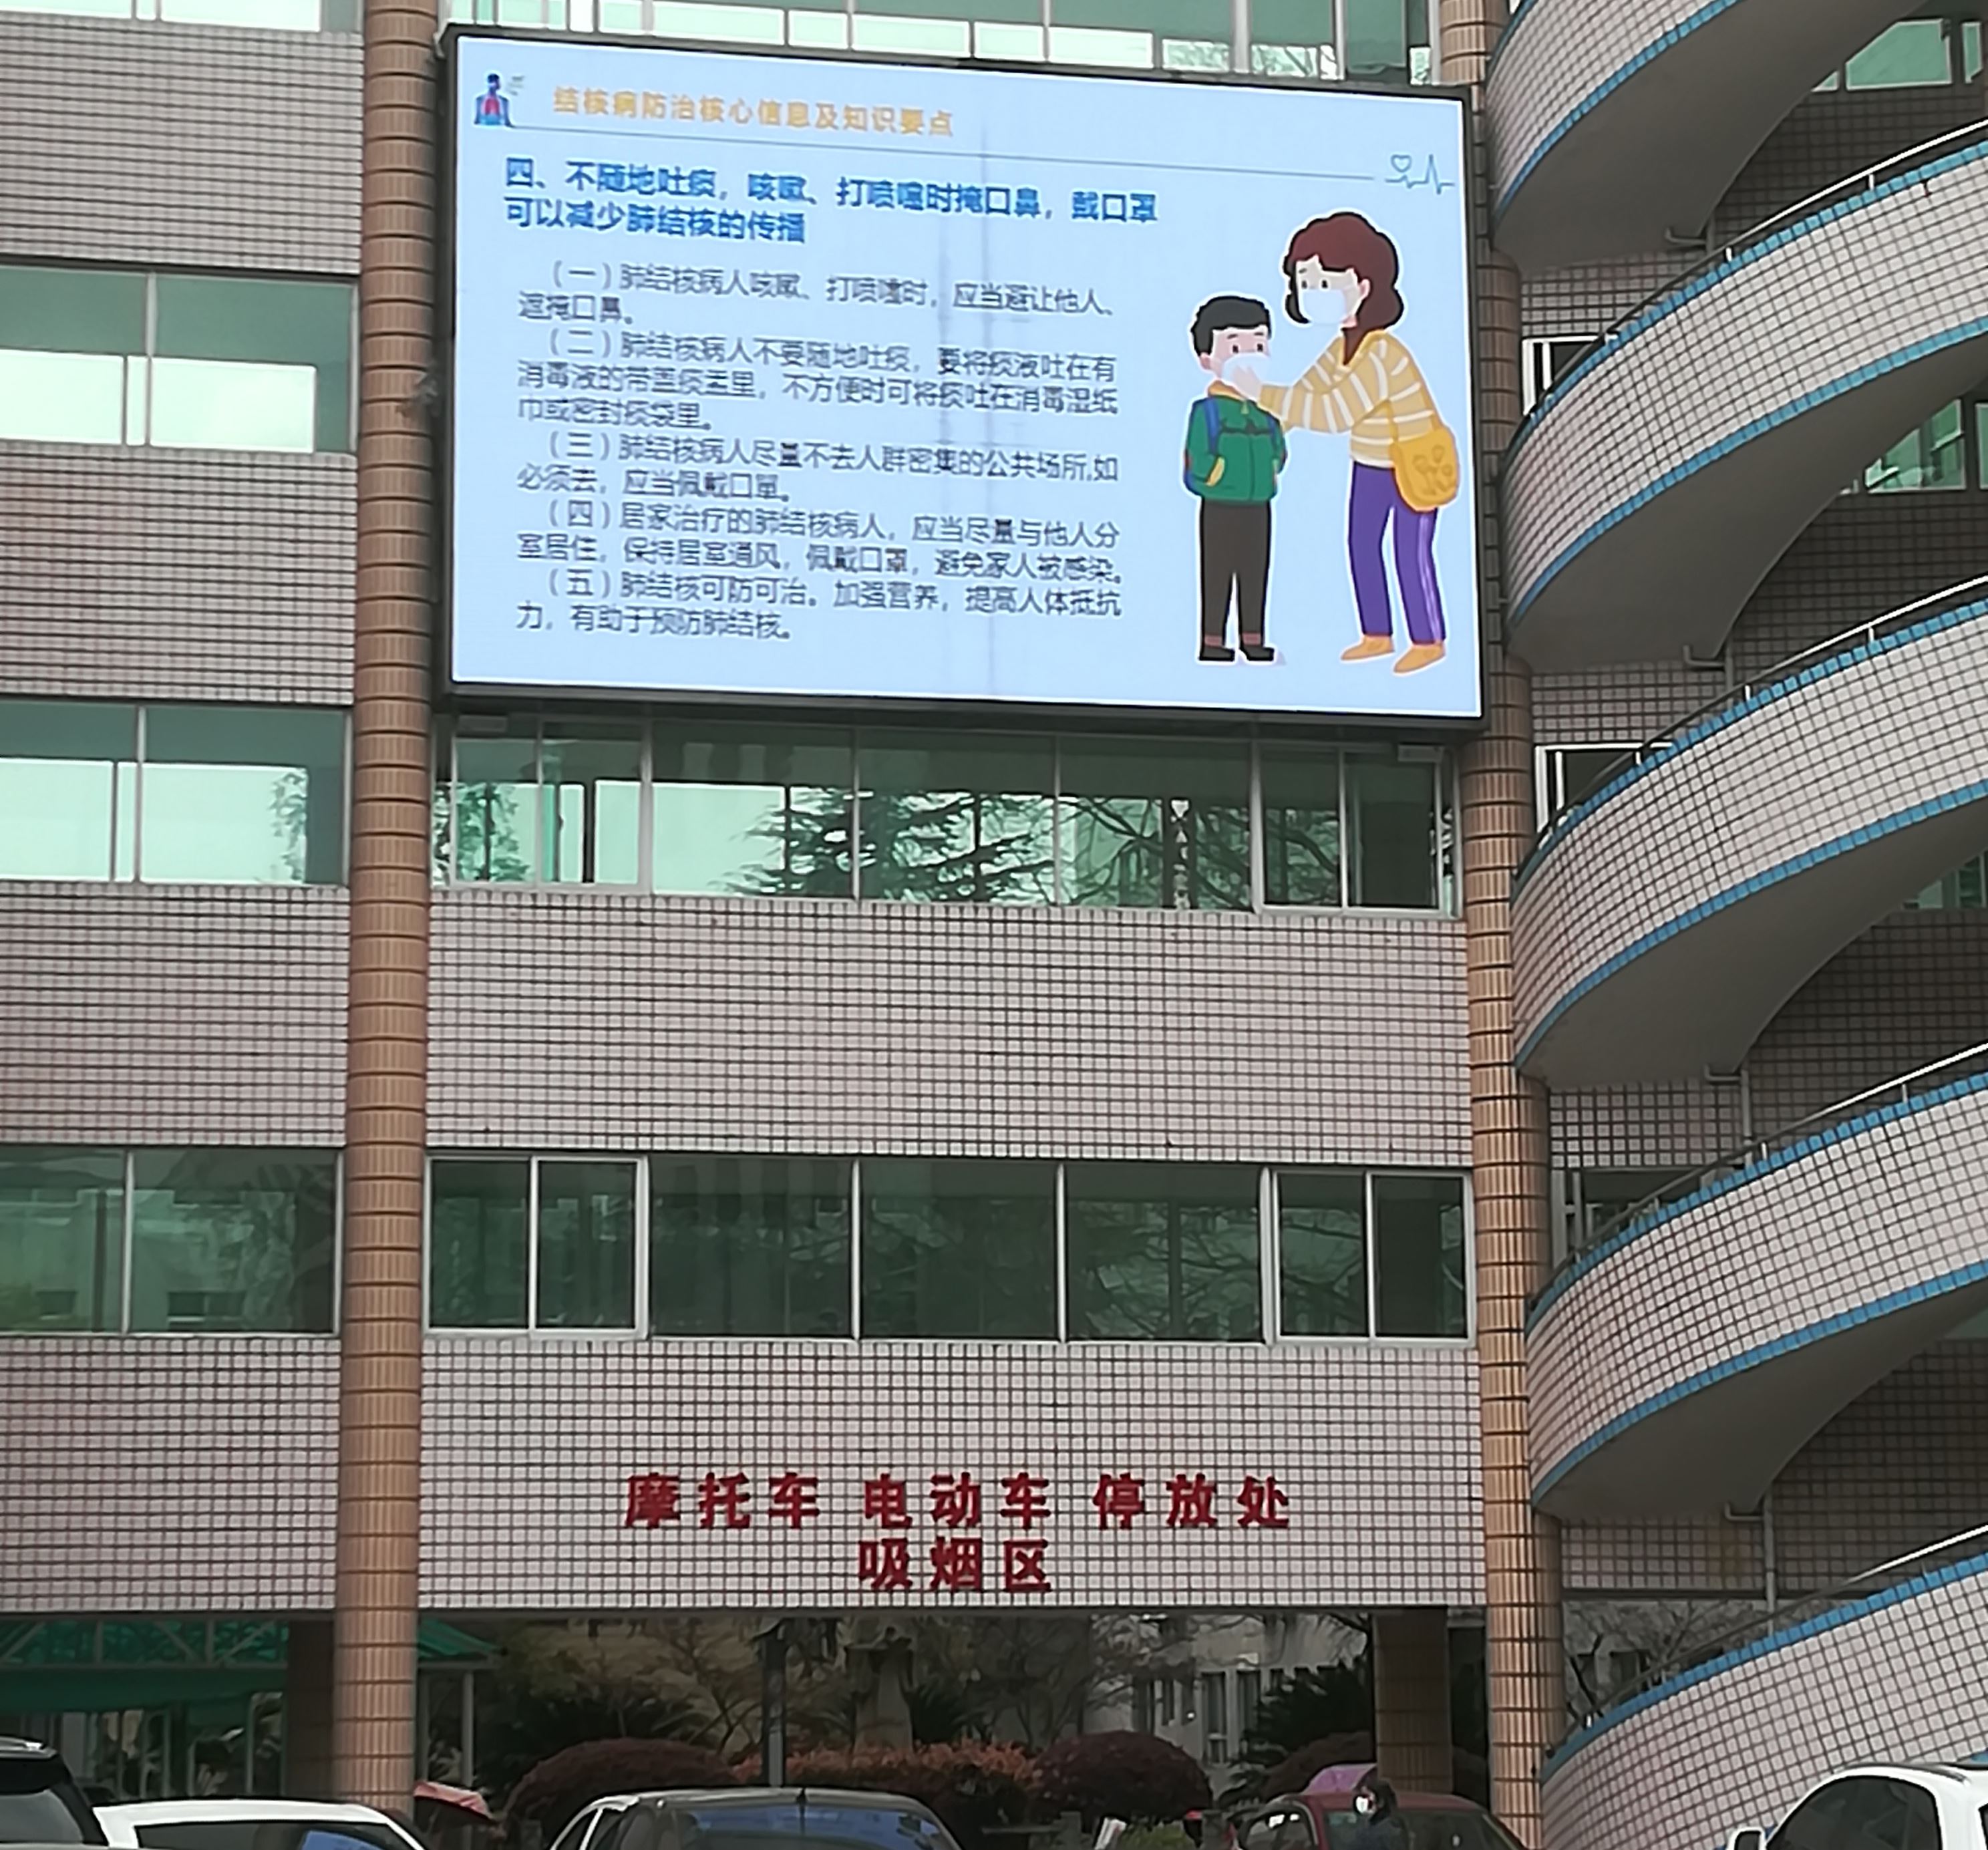 结核病防治核心信息及知识要点
四、不随地吐痰，咳嗽、打喷嚏时掩口鼻，戴口罩
可以减少肺结核的传播
（一）肺结核病人咳嗽、打喷嚏时，应当避让他人、
遮掩口鼻。
（二）肺结核病人不要随地吐痰，要将痰液吐在有
消毒液的带盖痰盂里，不方便时可将痰吐在消毒湿纸
巾或密封痰袋里。
（三）肺结核病人尽量不去人群密集的公共场所,如
必须去，应当佩戴口罩。
（四）居家治疗的肺结核病人，应当尽量与他人分
室居住，保持居室通风，佩戴口罩，避免家人被感染。
（五）肺结核可防可治。加强营养，提高人体抵抗
力，有助于预防肺结核。
摩托车 电动车 停放处
吸烟区